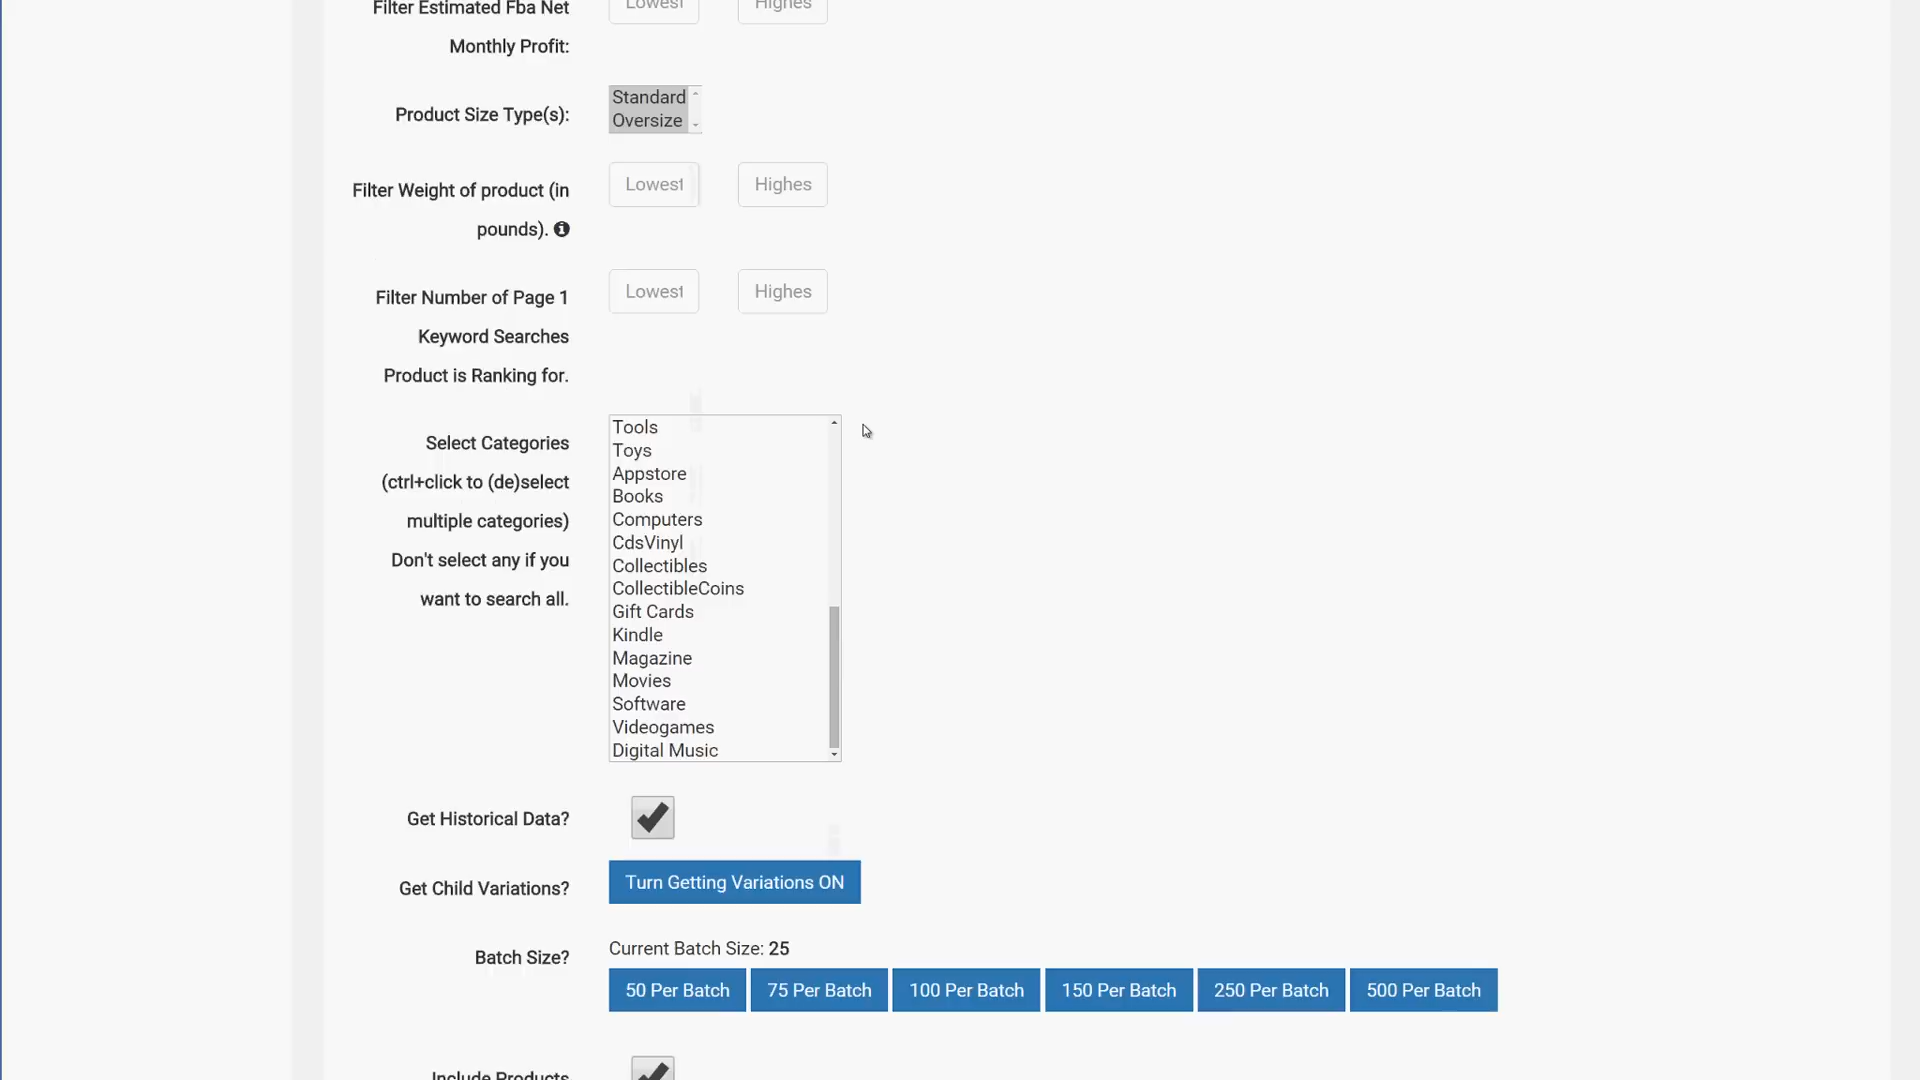 Filter Estimated Fba Net
Monthly Profit:
Lowest
Highes
Product Size Type(s):
Standard
Oversize
Filter Weight of product (in
pounds).
Lowest
Highes
Filter Number of Page 1
Keyword Searches
Product is Ranking for.
Lowest
Highes
Select Categories
(ctrl+click to (de)select
multiple categories)
Don't select any if you
want to search all.
Tools
Toys
Appstore
Books
Computers
CdsVinyl
Collectibles
CollectibleCoins
Gift Cards
Kindle
Magazine
Movies
Software
Videogames
Digital Music
Get Historical Data?
Get Child Variations?
Turn Getting Variations ON
Batch Size?
Current Batch Size: 25
50 Per Batch
75 Per Batch
100 Per Batch
150 Per Batch
250 Per Batch
500 Per Batch
Include Products